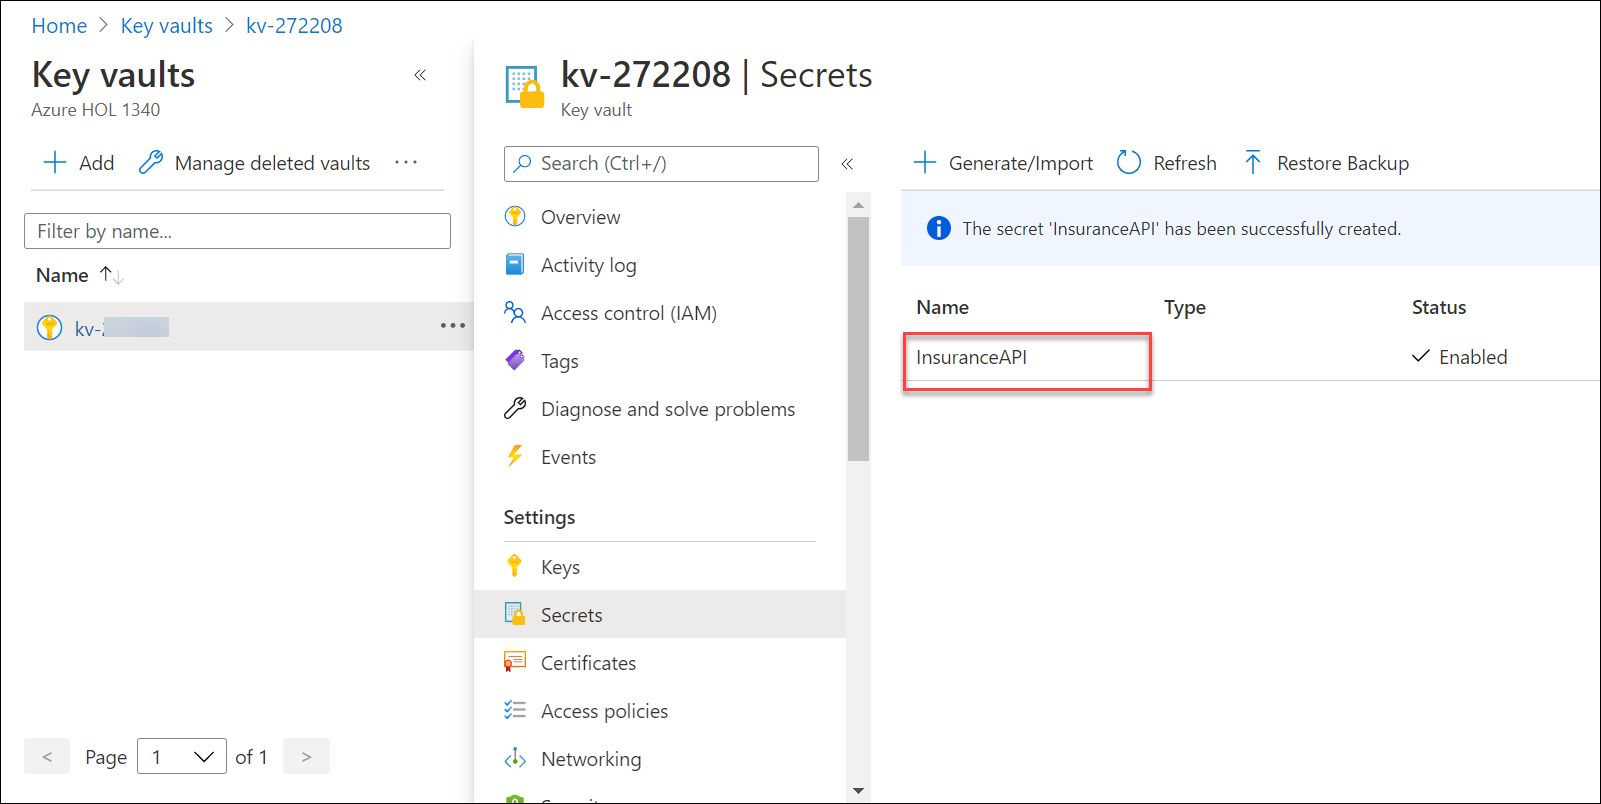 Home > Key vaults > kv-272208
Key vaults
«
Azure HOL 1340
+ Add
Manage deleted vaults
...
Filter by name...
Name ↑↓
kv-
...
< Page 1 of 1 >
kv-272208 | Secrets
Key vault
Search (Ctrl+/)
«
Overview
Activity log
Access control (IAM)
Tags
Diagnose and solve problems
Events
Settings
Keys
Secrets
Certificates
Access policies
Networking
+ Generate/Import
Refresh
Restore Backup
The secret 'InsuranceAPI' has been successfully created.
Name Type Status
InsuranceAPI ✓ Enabled